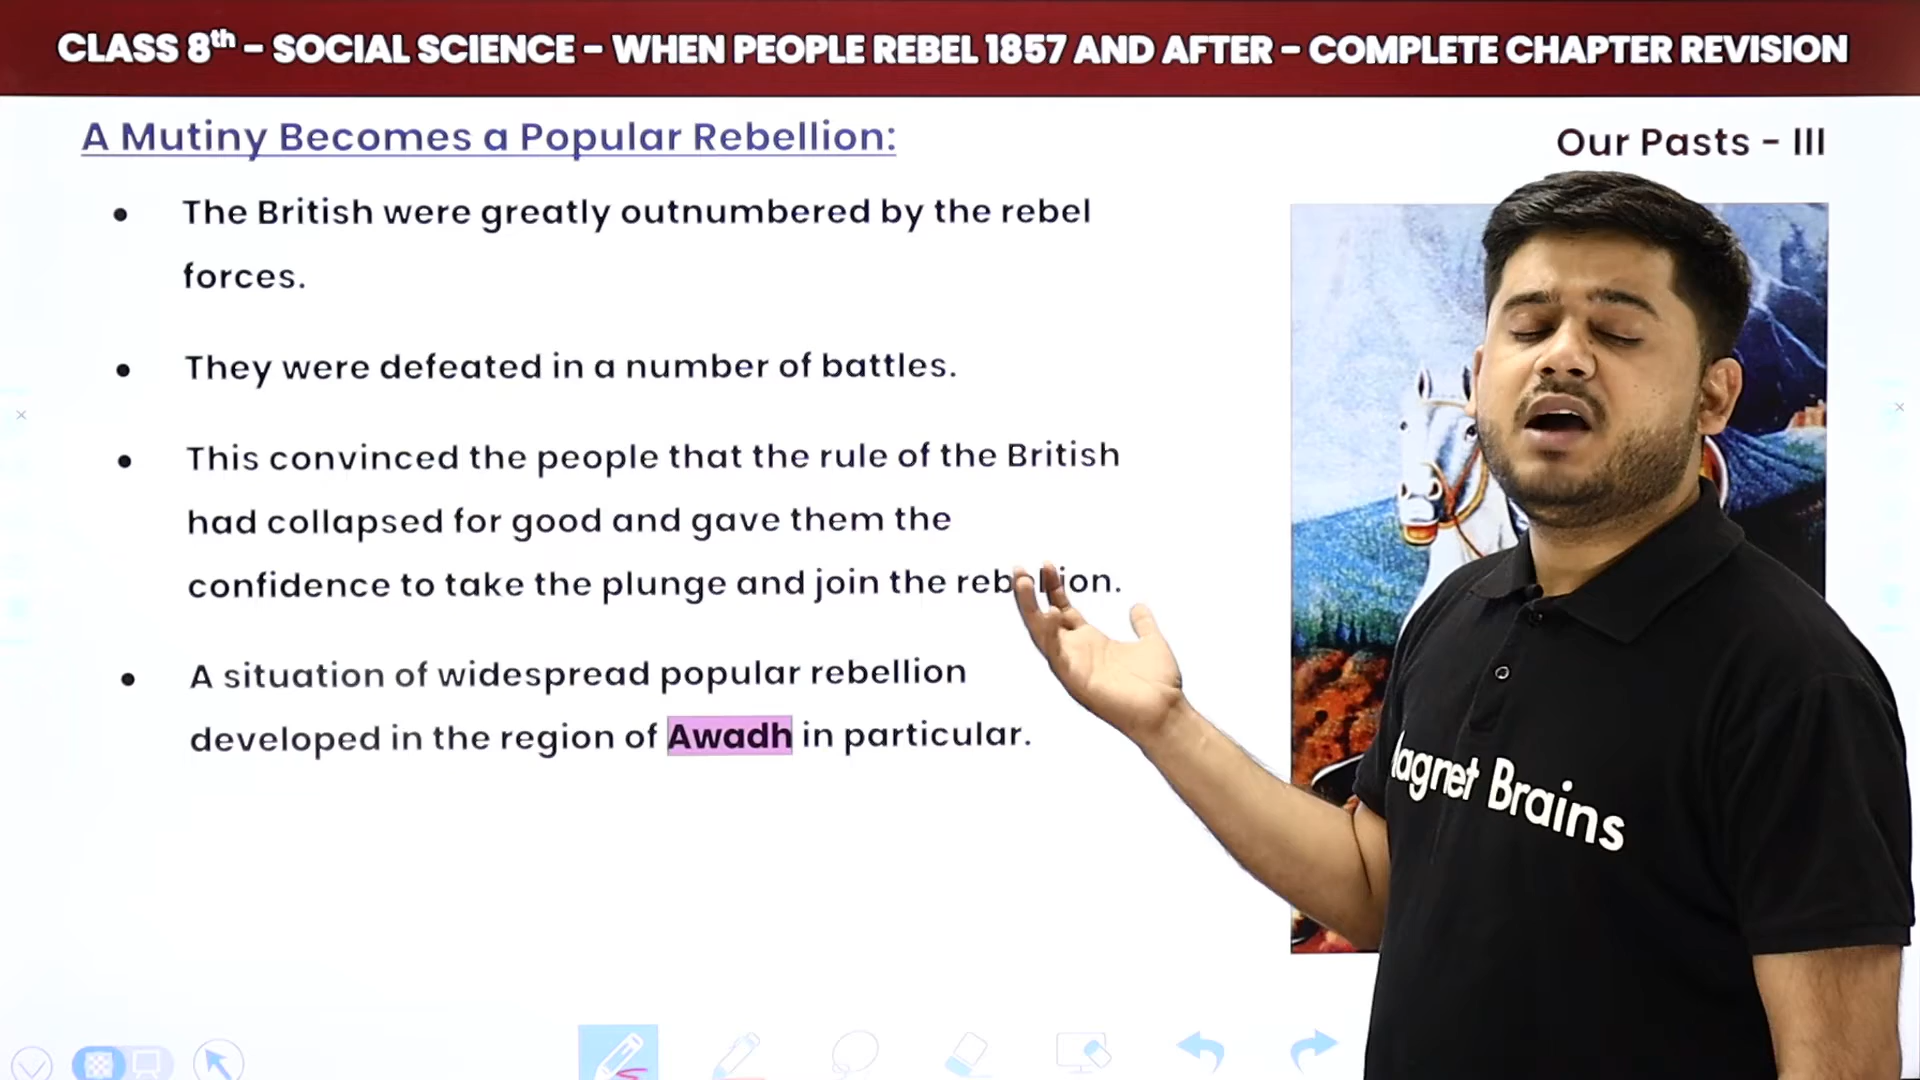 CLASS 8th - SOCIAL SCIENCE - WHEN PEOPLE REBEL 1857 AND AFTER - COMPLETE CHAPTER REVISION
A Mutiny Becomes a Popular Rebellion:
Our Pasts - III
• The British were greatly outnumbered by the rebel
forces.
• They were defeated in a number of battles.
• This convinced the people that the rule of the British
had collapsed for good and gave them the
confidence to take the plunge and join the rebellion.
• A situation of widespread popular rebellion
developed in the region of Awadh in particular.
Magnet Brains